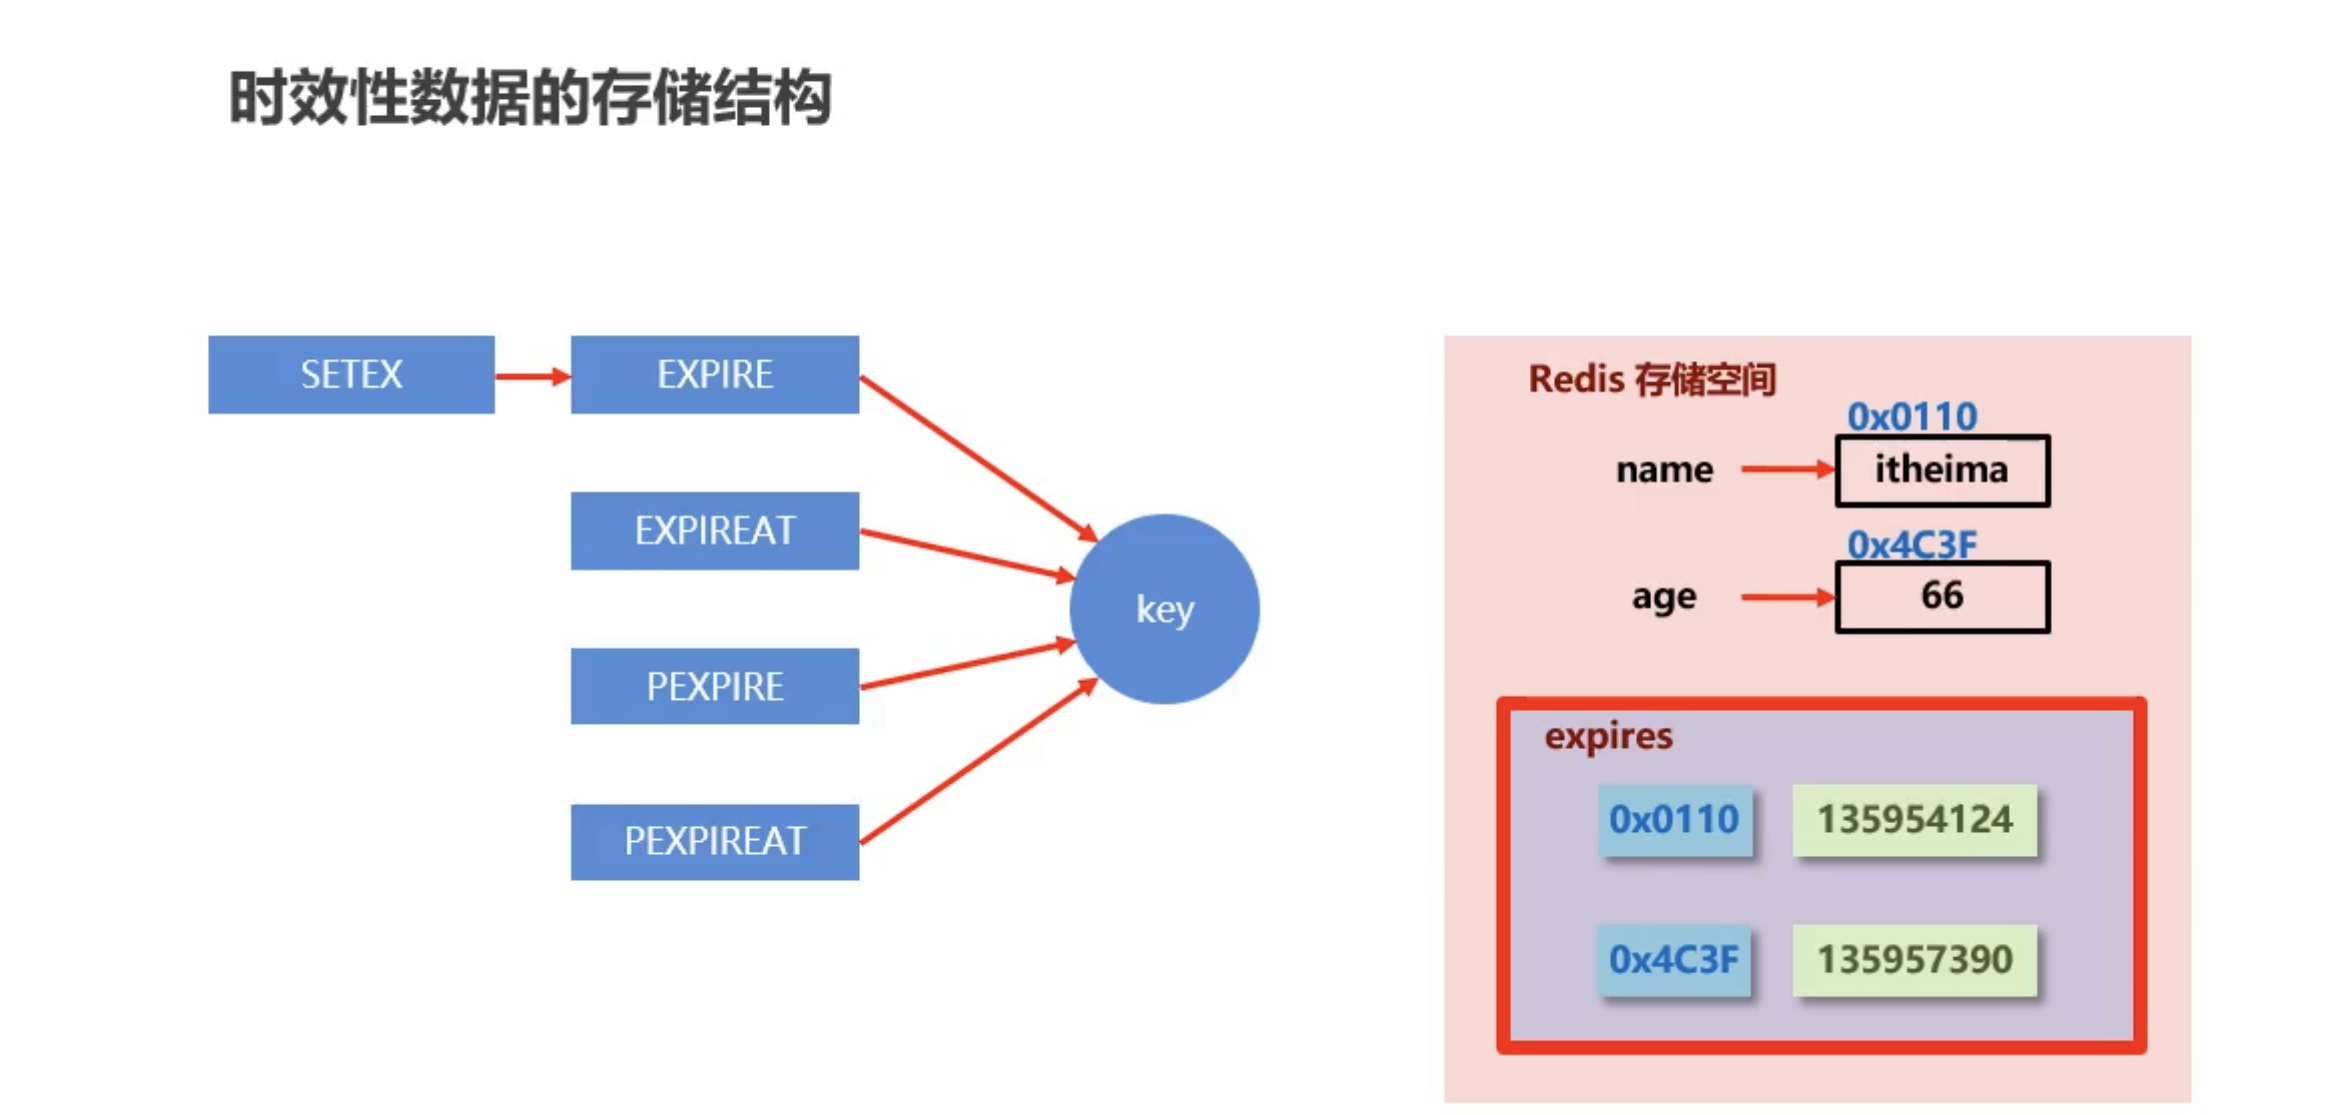 时效性数据的存储结构
SETEX
EXPIRE
EXPIREAT
PEXPIRE
PEXPIREAT
key
Redis 存储空间
0x0110
name
itheima
0x4C3F
age
66
expires
0x0110
135954124
0x4C3F
135957390